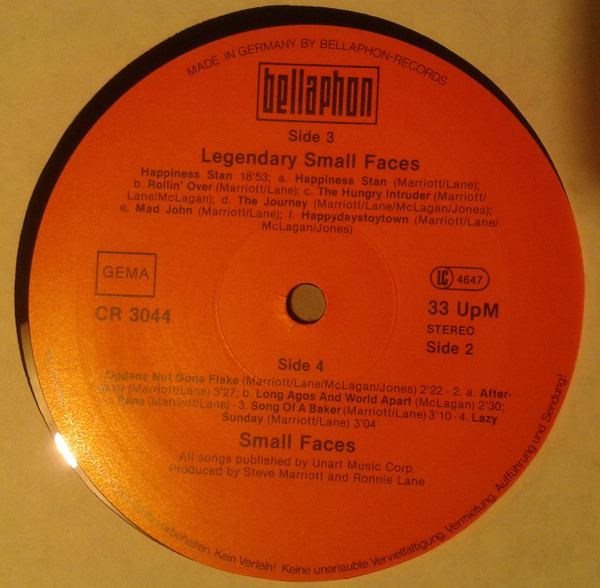 MADE IN GERMANY BY BELLAPHON-RECORDS
bellaphon
Side 3
Legendary Small Faces
Happiness Stan 18'53; a. Happiness Stan (Marriott/Lane);
b. Rollin' Over (Marriott/Lane); c. The Hungry Intruder (Marriott/
Lane/McLagan); d. The Journey (Marriott/Lane/McLagan/Jones);
e. Mad John (Marriott/Lane); f. Happydaystoytown (Marriott/Lane/
McLagan/Jones)
GEMA
LC 4647
CR 3044
33 UpM
STEREO
Side 2
Side 4
Ogdens Nut Gone Flake (Marriott/Lane/McLagan/Jones) 2'22 - 2. a. After-
glow (Marriott/Lane) 3'27; b. Long Agos And World Apart (McLagan) 2'30;
Rene (Marriott/Lane) - 3. Song Of A Baker (Marriott/Lane) 3'10 - 4. Lazy
Sunday (Marriott/Lane) 3'04
Small Faces
All songs published by Unart Music Corp.
Produced by Steve Marriott and Ronnie Lane
vorbehalten. Kein Verleih! Keine unerlaubte Vervielfältigung, Vermietung, Aufführung und Sendung!